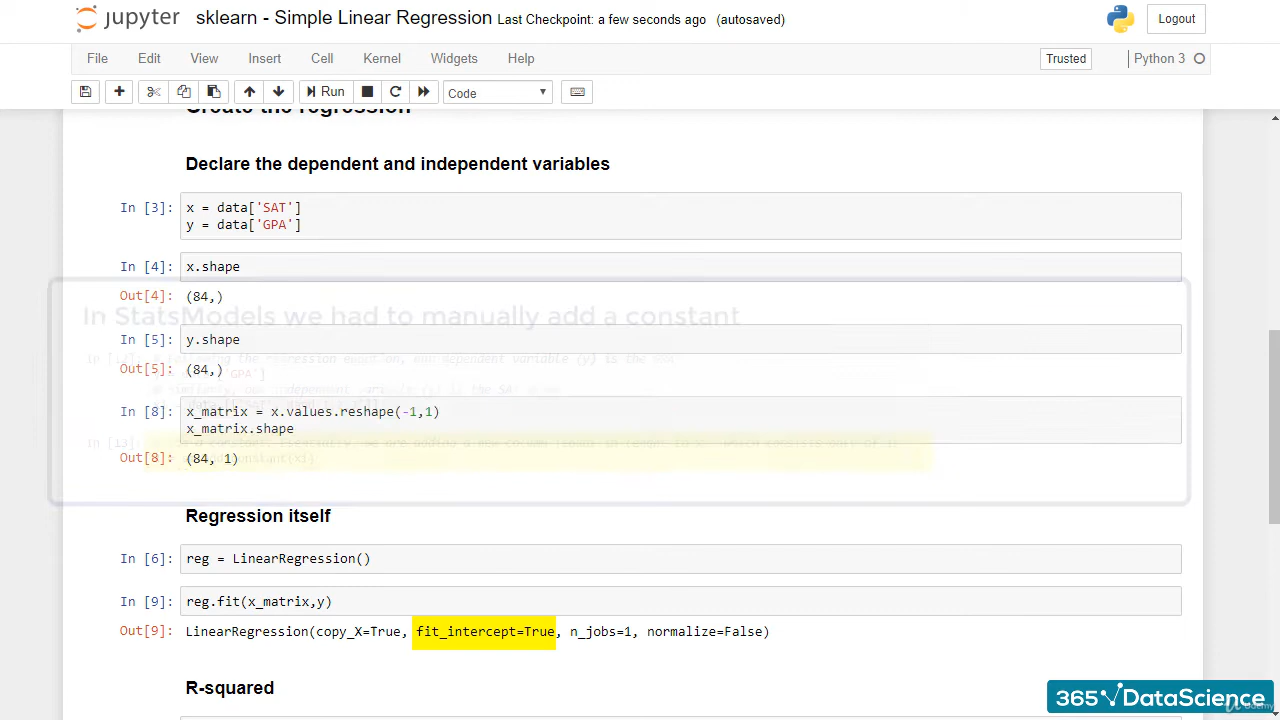 jupyter sklearn - Simple Linear Regression Last Checkpoint: a few seconds ago (autosaved)
Logout
File Edit View Insert Cell Kernel Widgets Help
Trusted
Python 3
Run
Code
Create the regression
Declare the dependent and independent variables
In [3]: x = data['SAT']
y = data['GPA']
In [4]: x.shape
Out[4]: (84,)
In StatsModels we had to manually add a constant
In [5]: y.shape
Out[5]: (84,)
In [8]: x_matrix = x.values.reshape(-1,1)
x_matrix.shape
Out[8]: (84, 1)
Regression itself
In [6]: reg = LinearRegression()
In [9]: reg.fit(x_matrix,y)
Out[9]: LinearRegression(copy_X=True, fit_intercept=True, n_jobs=1, normalize=False)
R-squared
365 DataScience
Udemy